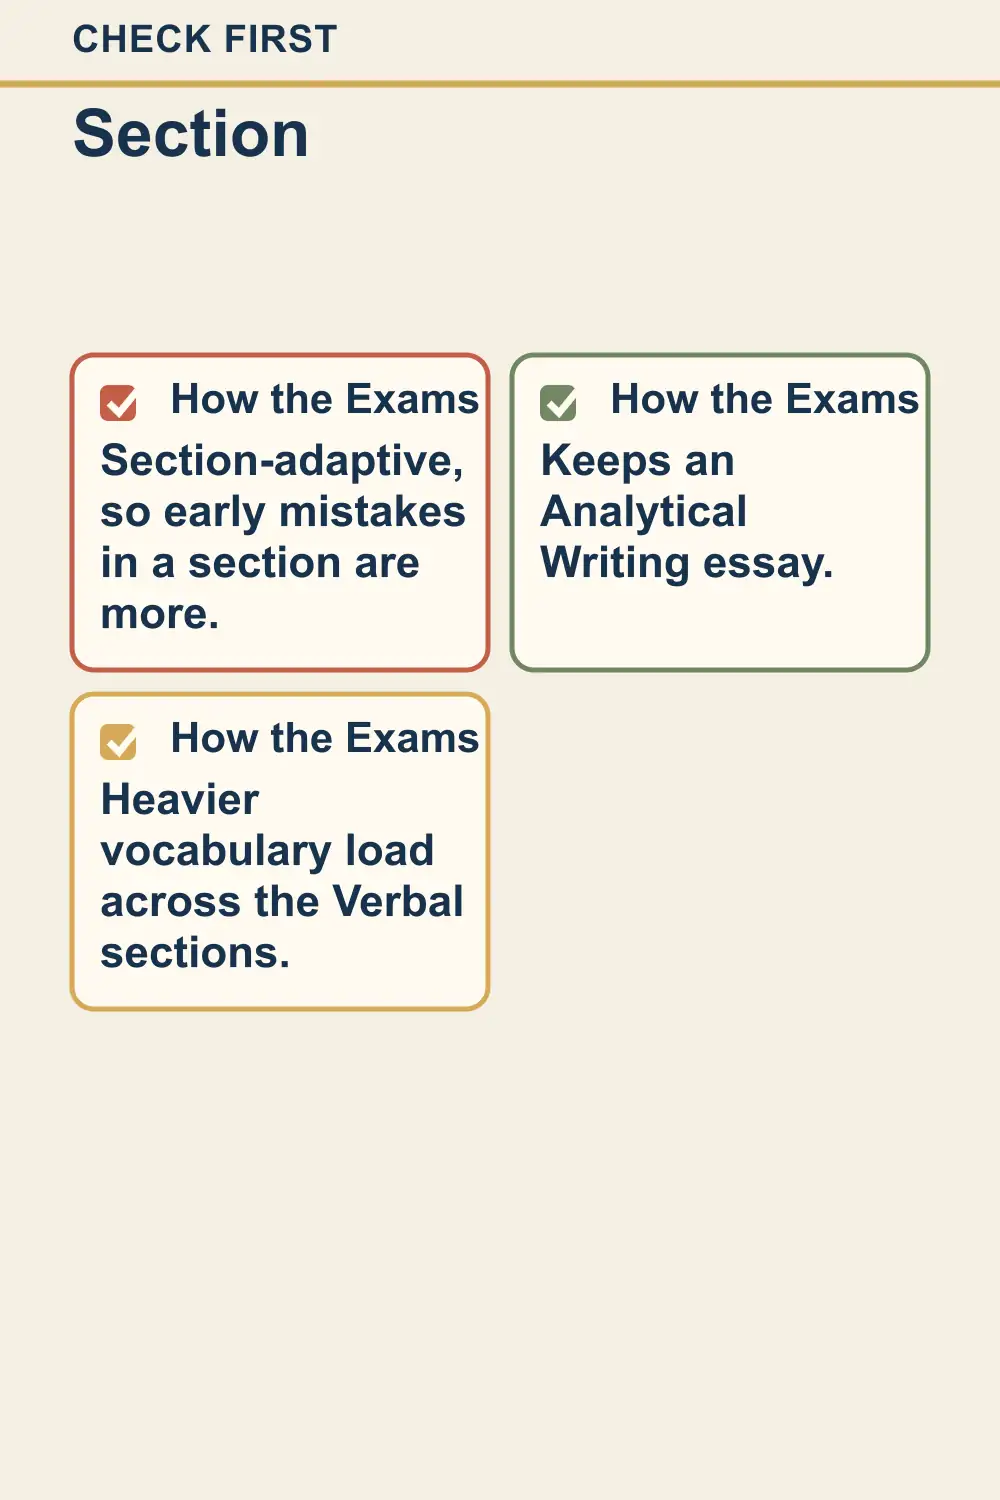 CHECK FIRST
Section
How the Exams
Section-adaptive,
so early mistakes
in a section are
more.
How the Exams
Keeps an
Analytical
Writing essay.
How the Exams
Heavier
vocabulary load
across the Verbal
sections.